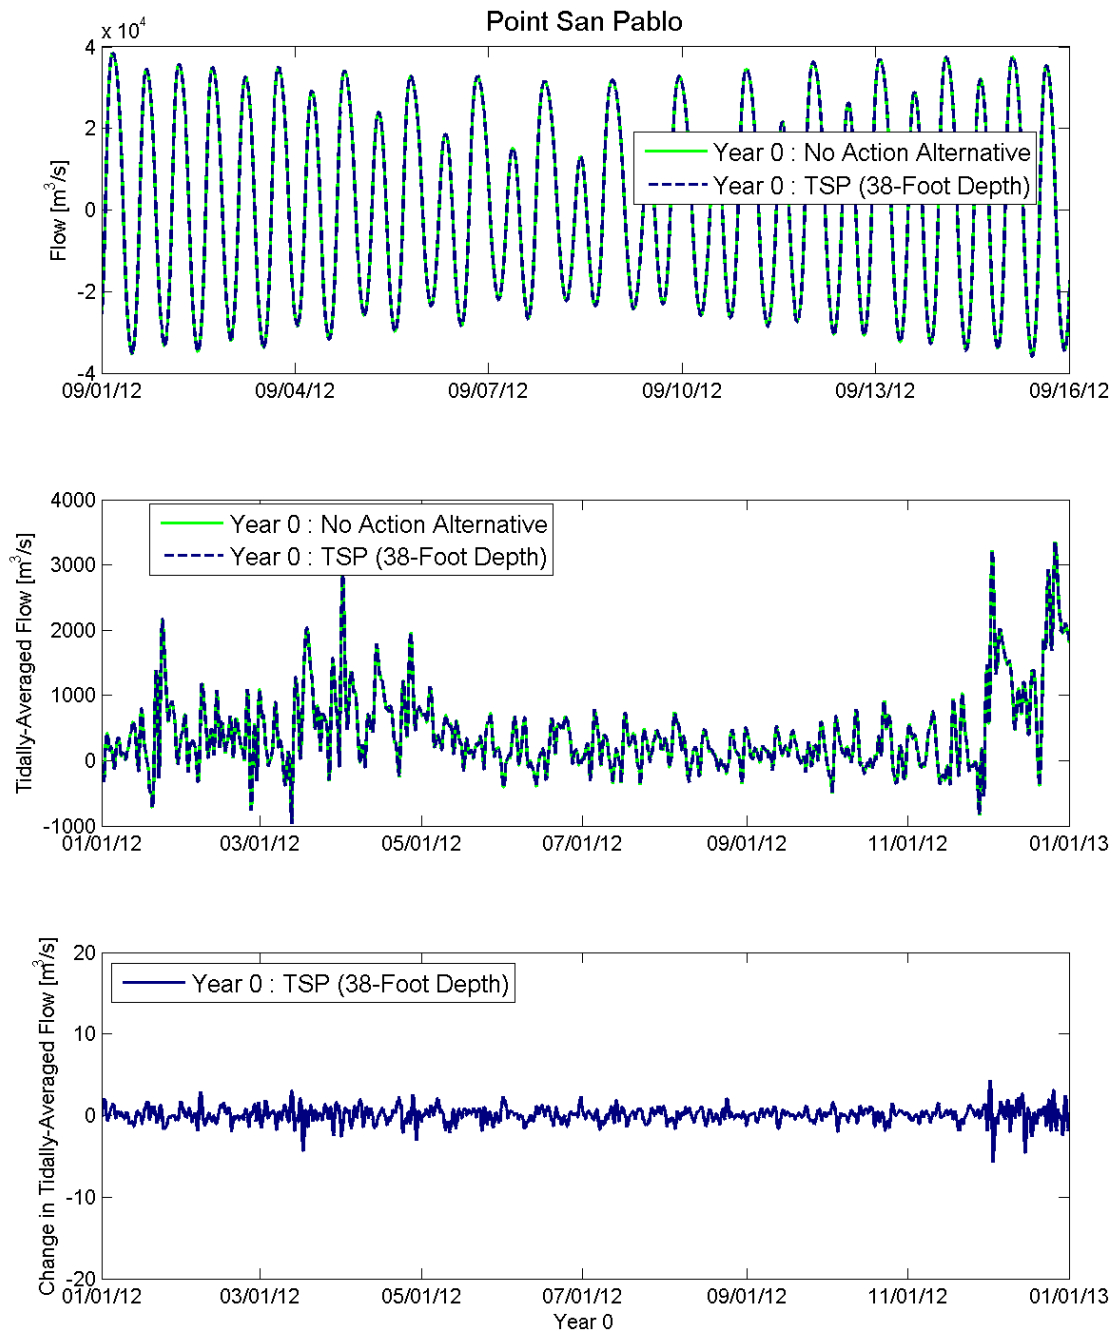 Point San Pablo
x 10⁴
Flow [m³/s]
4
2
0
-2
-4
Year 0 : No Action Alternative
Year 0 : TSP (38-Foot Depth)
09/01/12 09/04/12 09/07/12 09/10/12 09/13/12 09/16/12
Tidally-Averaged Flow [m³/s]
4000
3000
2000
1000
0
-1000
Year 0 : No Action Alternative
Year 0 : TSP (38-Foot Depth)
01/01/12 03/01/12 05/01/12 07/01/12 09/01/12 11/01/12 01/01/13
Change in Tidally-Averaged Flow [m³/s]
20
10
0
-10
-20
Year 0 : TSP (38-Foot Depth)
01/01/12 03/01/12 05/01/12 07/01/12 09/01/12 11/01/12 01/01/13
Year 0